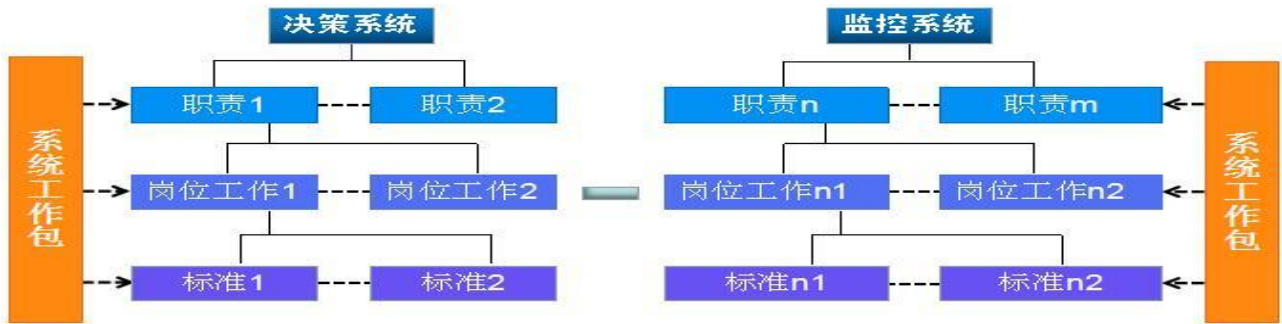 决策系统
监控系统
系统工作包
职责1
职责2
职责n
职责m
岗位工作1
岗位工作2
岗位工作n1
岗位工作n2
标准1
标准2
标准n1
标准n2
系统工作包